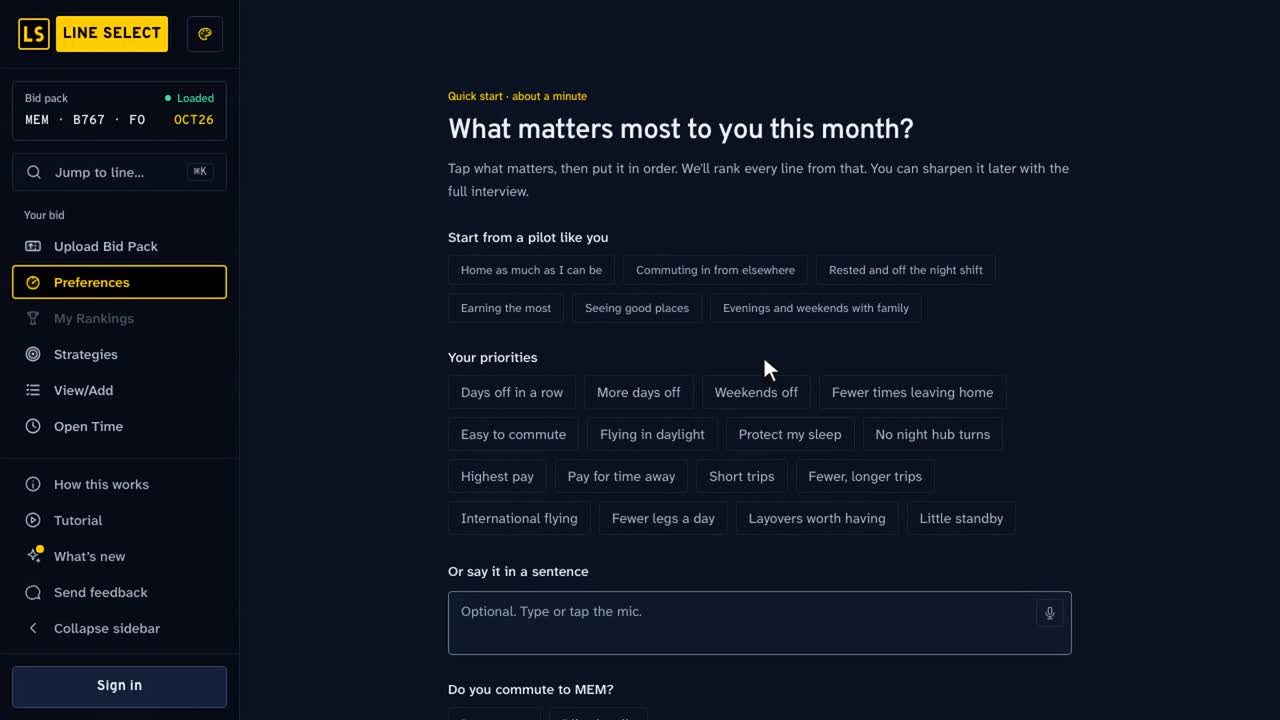 LS LINE SELECT
Bid pack Loaded
MEM · B767 · FO OCT26
Jump to line... ⌘K
Your bid
Upload Bid Pack
Preferences
My Rankings
Strategies
View/Add
Open Time
How this works
Tutorial
What's new
Send feedback
Collapse sidebar
Sign in
Quick start · about a minute
What matters most to you this month?
Tap what matters, then put it in order. We'll rank every line from that. You can sharpen it later with the
full interview.
Start from a pilot like you
Home as much as I can be Commuting in from elsewhere Rested and off the night shift
Earning the most Seeing good places Evenings and weekends with family
Your priorities
Days off in a row More days off Weekends off Fewer times leaving home
Easy to commute Flying in daylight Protect my sleep No night hub turns
Highest pay Pay for time away Short trips Fewer, longer trips
International flying Fewer legs a day Layovers worth having Little standby
Or say it in a sentence
Optional. Type or tap the mic.
Do you commute to MEM?